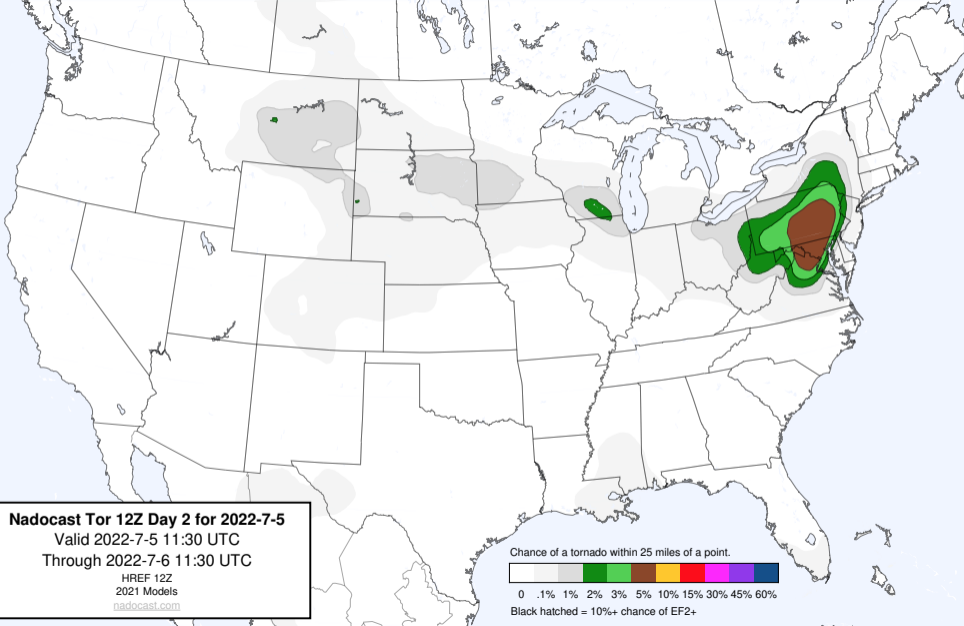 Nadocast Tor 12Z Day 2 for 2022-7-5
Valid 2022-7-5 11:30 UTC
Through 2022-7-6 11:30 UTC
HREF 12Z
2021 Models
nadocast.com
Chance of a tornado within 25 miles of a point.
0 .1% 1% 2% 3% 5% 10% 15% 30% 45% 60%
Black hatched = 10%+ chance of EF2+